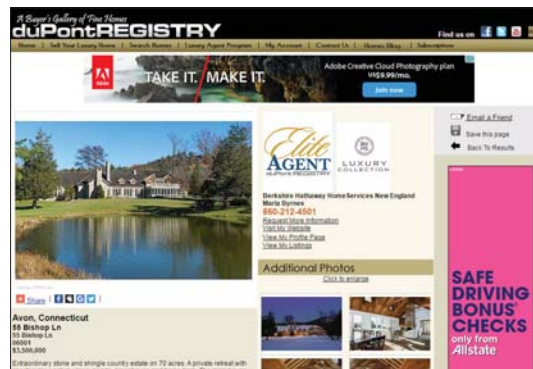 A Buyer's Gallery of Fine Homes
duPontREGISTRY
Find us on
Home | Sell Your Luxury Home | Search Homes | Luxury Agent Program | My Account | Contact Us | Homes Blog | Subscriptions
Adobe
TAKE IT. / MAKE IT.
Adobe Creative Cloud Photography plan
US$9.99/mo.
Join now
Email a Friend
Save this page
Back To Results
Elite
AGENT
duPont REGISTRY
LUXURY
COLLECTION
Berkshire Hathaway HomeServices New England
Maria Byrnes
860-212-4501
Request More Information
Visit My Website
View My Profile Page
View My Listings
Additional Photos
Click to enlarge
Share
Avon, Connecticut
55 Bishop Ln
55 Bishop Ln
06001
$3,500,000
Extraordinary stone and shingle country estate on 70 acres. A private retreat with
SAFE
DRIVING
BONUS
CHECKS
only from
Allstate